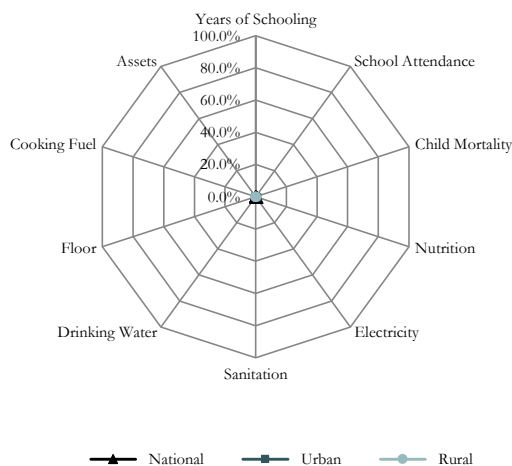 Years of Schooling
100.0%
Assets
School Attendance
80.0%
60.0%
Cooking Fuel
40.0%
Child Mortality
20.0%
0.0%
Floor
Nutrition
Drinking Water
Electricity
Sanitation
National Urban Rural